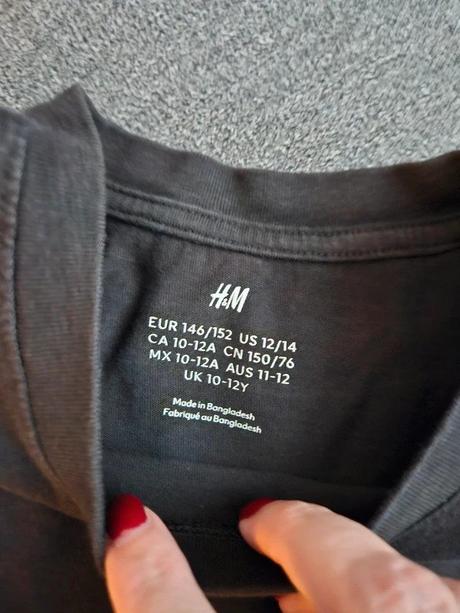 H&M
EUR 146/152 US 12/14
CA 10-12A CN 150/76
MX 10-12A AUS 11-12
UK 10-12Y
Made in Bangladesh
Fabriqué au Bangladesh